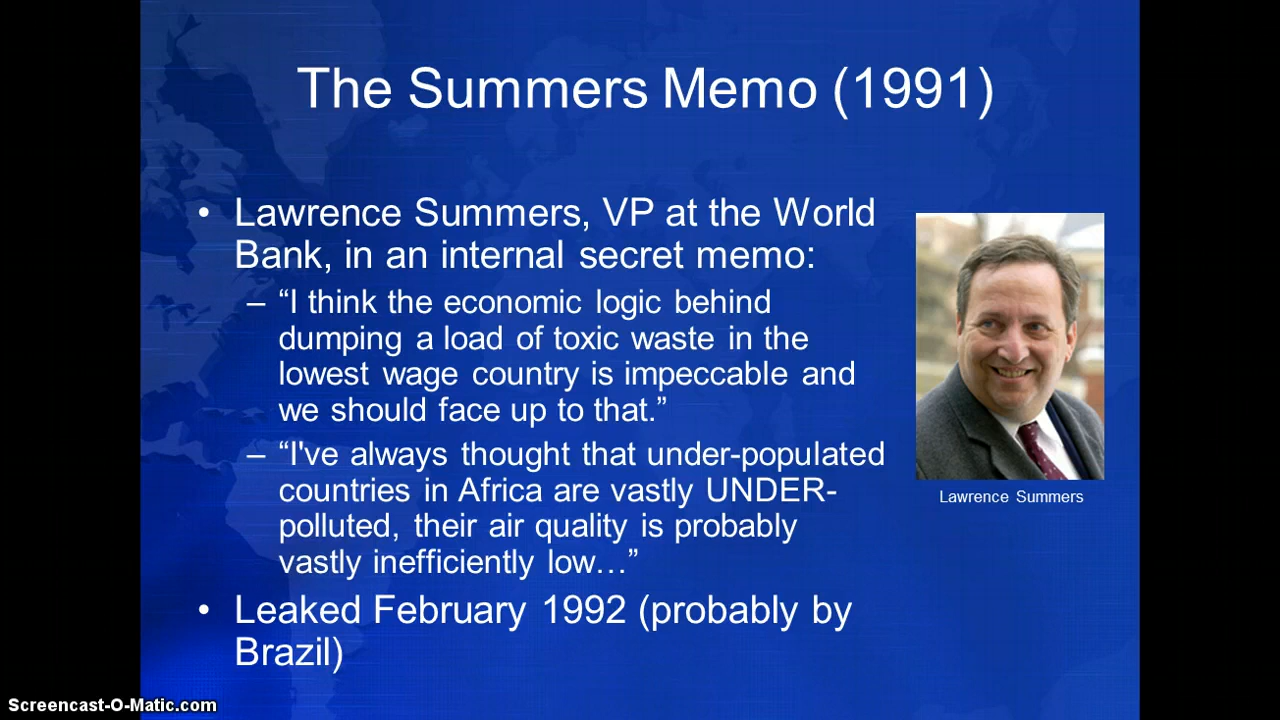 The Summers Memo (1991)
• Lawrence Summers, VP at the World
Bank, in an internal secret memo:
– “I think the economic logic behind
dumping a load of toxic waste in the
lowest wage country is impeccable and
we should face up to that.”
– “I've always thought that under-populated
countries in Africa are vastly UNDER-
polluted, their air quality is probably
vastly inefficiently low…”
• Leaked February 1992 (probably by
Brazil)
Lawrence Summers
Screencast-O-Matic.com